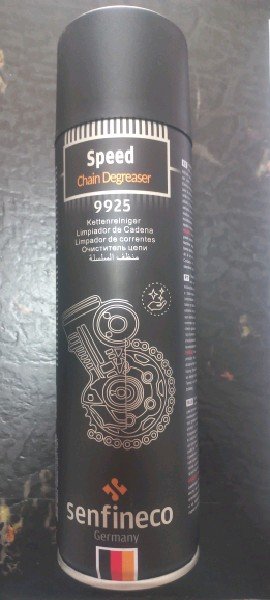 Speed
Chain Degreaser
9925
Kettenreiniger
Limpiador de Cadena
Limpador de correntes
Очиститель цепи
منظف السلسلة
senfineco
Germany